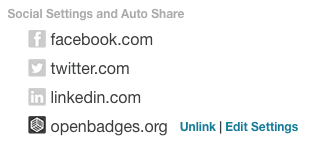 Social Settings and Auto Share
facebook.com
twitter.com
linkedin.com
openbadges.org Unlink | Edit Settings